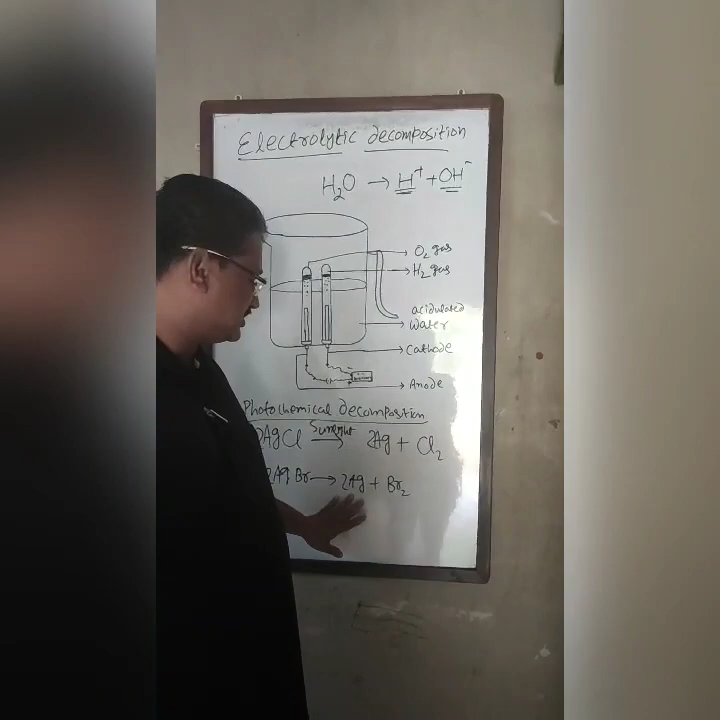 Electrolytic decomposition
H₂O → H⁺ + OH⁻
O₂ gas
H₂ gas
acidulated
water
Cathode
Anode
Photochemical decomposition
2AgCl Sunlight → 2Ag + Cl₂
2AgBr → 2Ag + Br₂